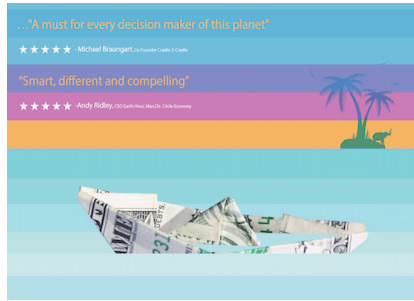 ..."A must for every decision maker of this planet"
★★★★★ - Michael Braungart, Co-Founder Cradle 2 Cradle
"Smart, different and compelling"
★★★★★ -Andy Ridley, CEO Earth Hour, Man.Dir. Circle Economy
DEBTS,